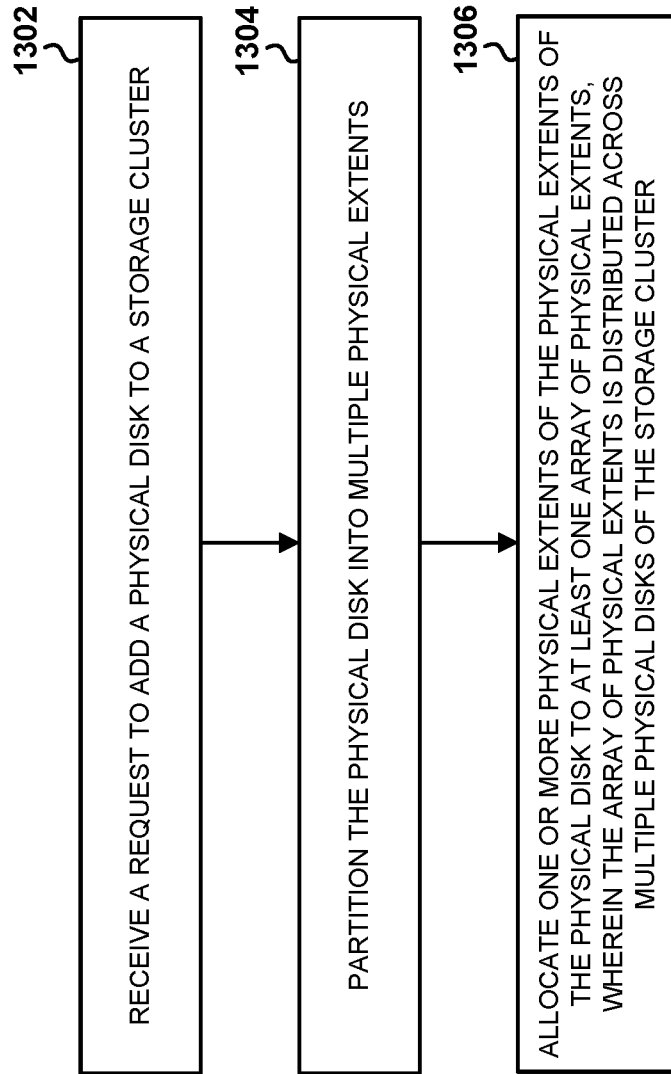 1302
RECEIVE A REQUEST TO ADD A PHYSICAL DISK TO A STORAGE CLUSTER
1304
PARTITION THE PHYSICAL DISK INTO MULTIPLE PHYSICAL EXTENTS
1306
ALLOCATE ONE OR MORE PHYSICAL EXTENTS OF THE PHYSICAL EXTENTS OF
THE PHYSICAL DISK TO AT LEAST ONE ARRAY OF PHYSICAL EXTENTS,
WHEREIN THE ARRAY OF PHYSICAL EXTENTS IS DISTRIBUTED ACROSS
MULTIPLE PHYSICAL DISKS OF THE STORAGE CLUSTER